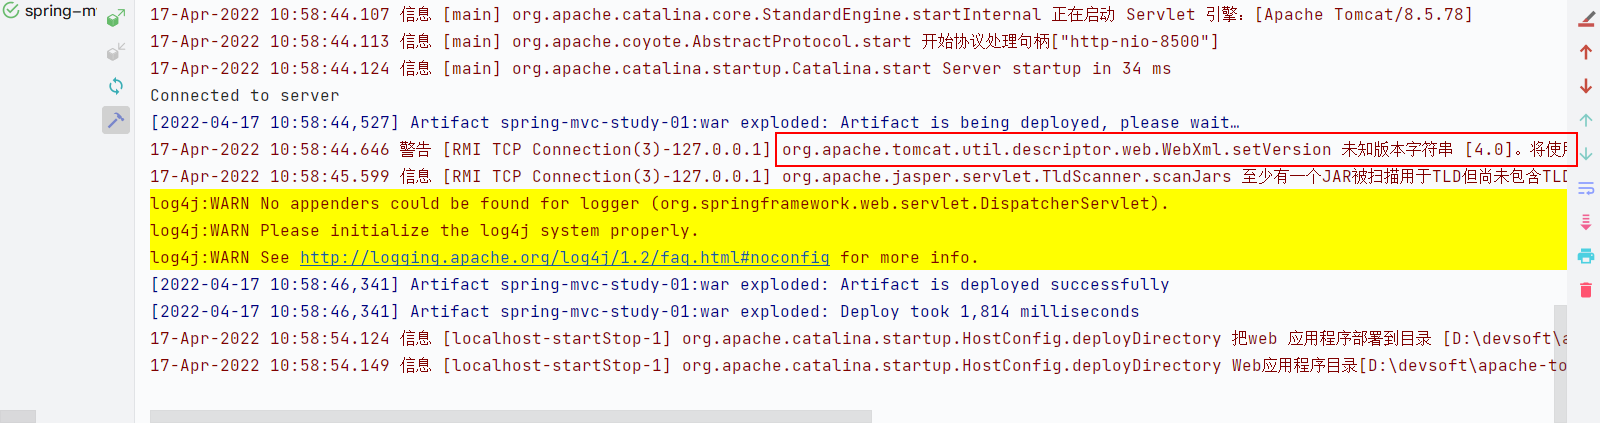 spring-mv
17-Apr-2022 10:58:44.107 信息 [main] org.apache.catalina.core.StandardEngine.startInternal 正在启动 Servlet 引擎：[Apache Tomcat/8.5.78]
17-Apr-2022 10:58:44.113 信息 [main] org.apache.coyote.AbstractProtocol.start 开始协议处理句柄["http-nio-8500"]
17-Apr-2022 10:58:44.124 信息 [main] org.apache.catalina.startup.Catalina.start Server startup in 34 ms
Connected to server
[2022-04-17 10:58:44,527] Artifact spring-mvc-study-01:war exploded: Artifact is being deployed, please wait…
17-Apr-2022 10:58:44.646 警告 [RMI TCP Connection(3)-127.0.0.1] org.apache.tomcat.util.descriptor.web.WebXml.setVersion 未知版本字符串 [4.0]。将使用
17-Apr-2022 10:58:45.599 信息 [RMI TCP Connection(3)-127.0.0.1] org.apache.jasper.servlet.TldScanner.scanJars 至少有一个JAR被扫描用于TLD但尚未包含TLD
log4j:WARN No appenders could be found for logger (org.springframework.web.servlet.DispatcherServlet).
log4j:WARN Please initialize the log4j system properly.
log4j:WARN See http://logging.apache.org/log4j/1.2/faq.html#noconfig for more info.
[2022-04-17 10:58:46,341] Artifact spring-mvc-study-01:war exploded: Artifact is deployed successfully
[2022-04-17 10:58:46,341] Artifact spring-mvc-study-01:war exploded: Deploy took 1,814 milliseconds
17-Apr-2022 10:58:54.124 信息 [localhost-startStop-1] org.apache.catalina.startup.HostConfig.deployDirectory 把web 应用程序部署到目录 [D:\devsoft\a
17-Apr-2022 10:58:54.149 信息 [localhost-startStop-1] org.apache.catalina.startup.HostConfig.deployDirectory Web应用程序目录[D:\devsoft\apache-to